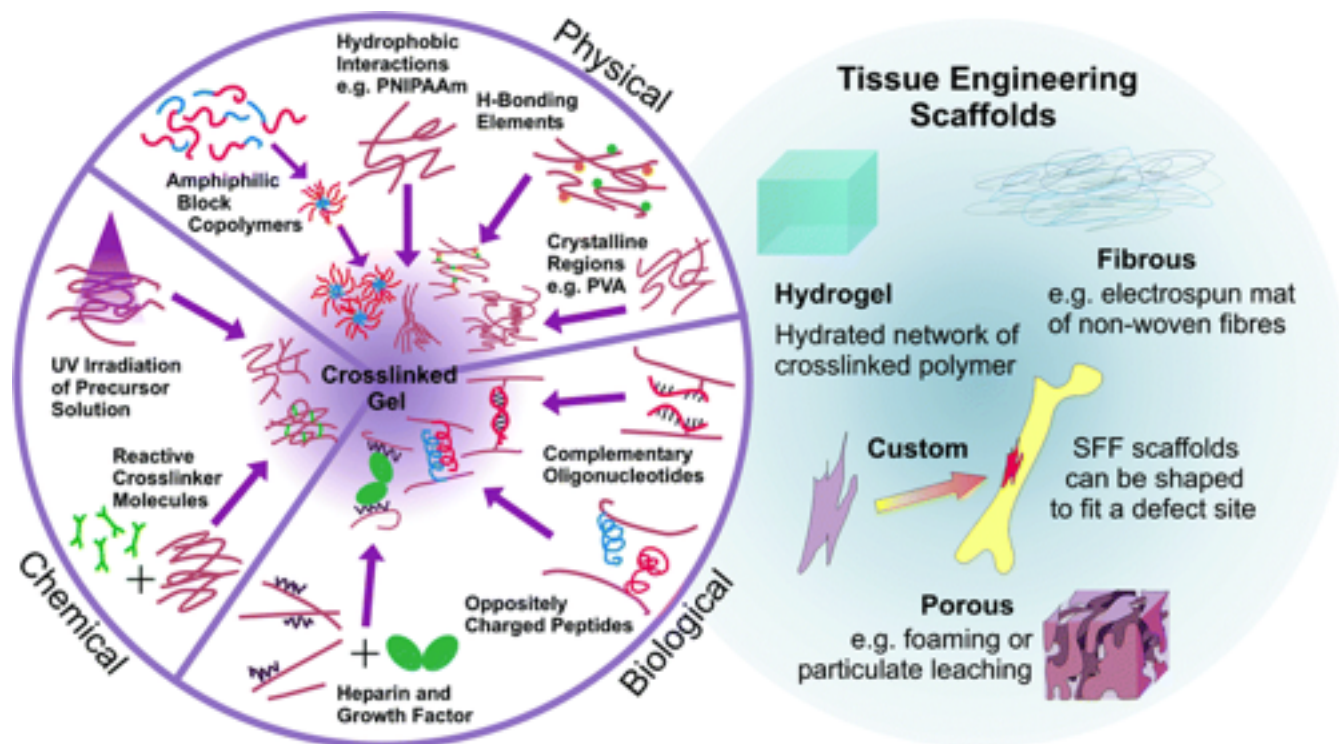 Physical
Hydrophobic
Interactions
e.g. PNIPAAm
H-Bonding
Elements
Amphiphilic
Block
Copolymers
Crystalline
Regions
e.g. PVA
UV Irradiation
of Precursor
Solution
Crosslinked
Gel
Reactive
Crosslinker
Molecules
+
Chemical
Complementary
Oligonucleotides
Oppositely
Charged Peptides
+
Heparin and
Growth Factor
Biological
Tissue Engineering
Scaffolds
Hydrogel
Hydrated network of
crosslinked polymer
Fibrous
e.g. electrospun mat
of non-woven fibres
Custom
SFF scaffolds
can be shaped
to fit a defect site
Porous
e.g. foaming or
particulate leaching